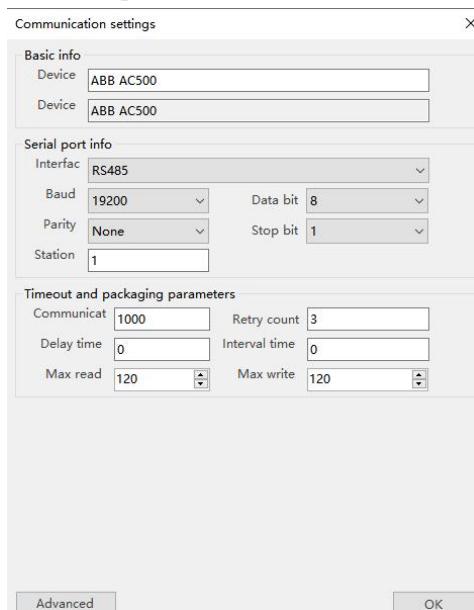 Communication settings
Basic info
Device ABB AC500
Device ABB AC500
Serial port info
Interfac RS485
Baud 19200 Data bit 8
Parity None Stop bit 1
Station 1
Timeout and packaging parameters
Communicat 1000 Retry count 3
Delay time 0 Interval time 0
Max read 120 Max write 120
Advanced OK